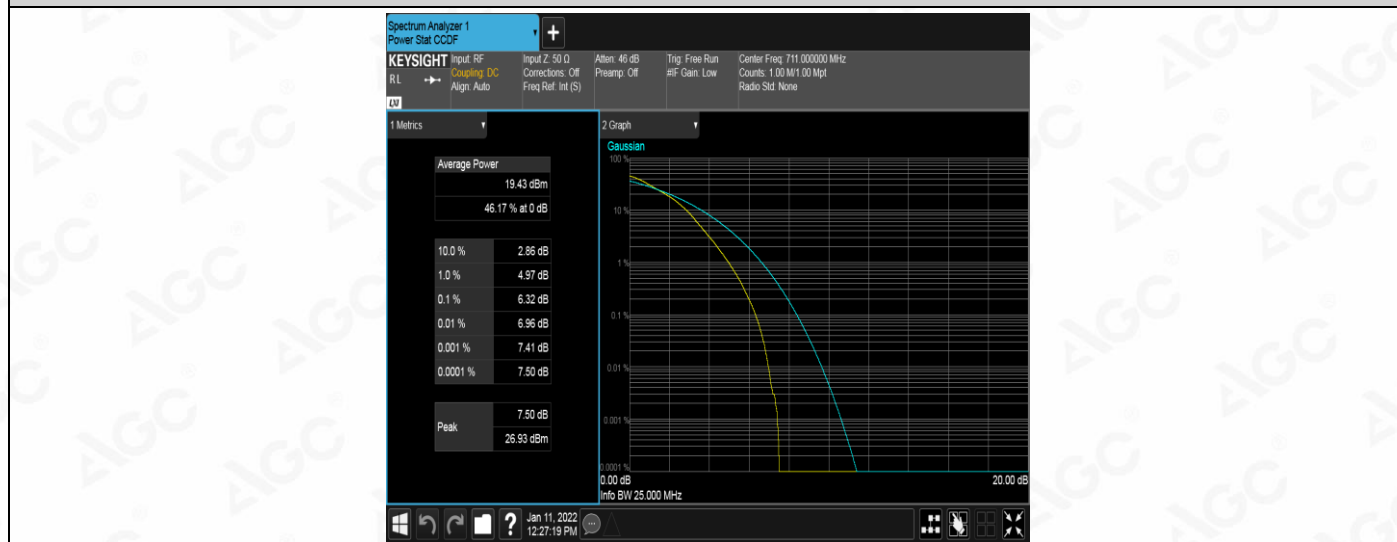 Spectrum Analyzer 1
Power Stat CCDF
+
KEYSIGHT
Input: RF
Input Z: 50 Ω
Atten: 46 dB
Trig: Free Run
Center Freq: 711.000000 MHz
RL
Coupling: DC
Corrections: Off
Preamp: Off
#IF Gain: Low
Counts: 1.00 M/1.00 Mpt
Align: Auto
Freq Ref: Int (S)
Radio Std: None
LXI
1 Metrics
Average Power
19.43 dBm
46.17 % at 0 dB
10.0 % 2.86 dB
1.0 % 4.97 dB
0.1 % 6.32 dB
0.01 % 6.96 dB
0.001 % 7.41 dB
0.0001 % 7.50 dB
Peak
7.50 dB
26.93 dBm
2 Graph
Gaussian
100 %
10 %
1 %
0.1 %
0.01 %
0.001 %
0.0001 %
0.00 dB 20.00 dB
Info BW 25.000 MHz
? Jan 11, 2022
12:27:19 PM
AGC